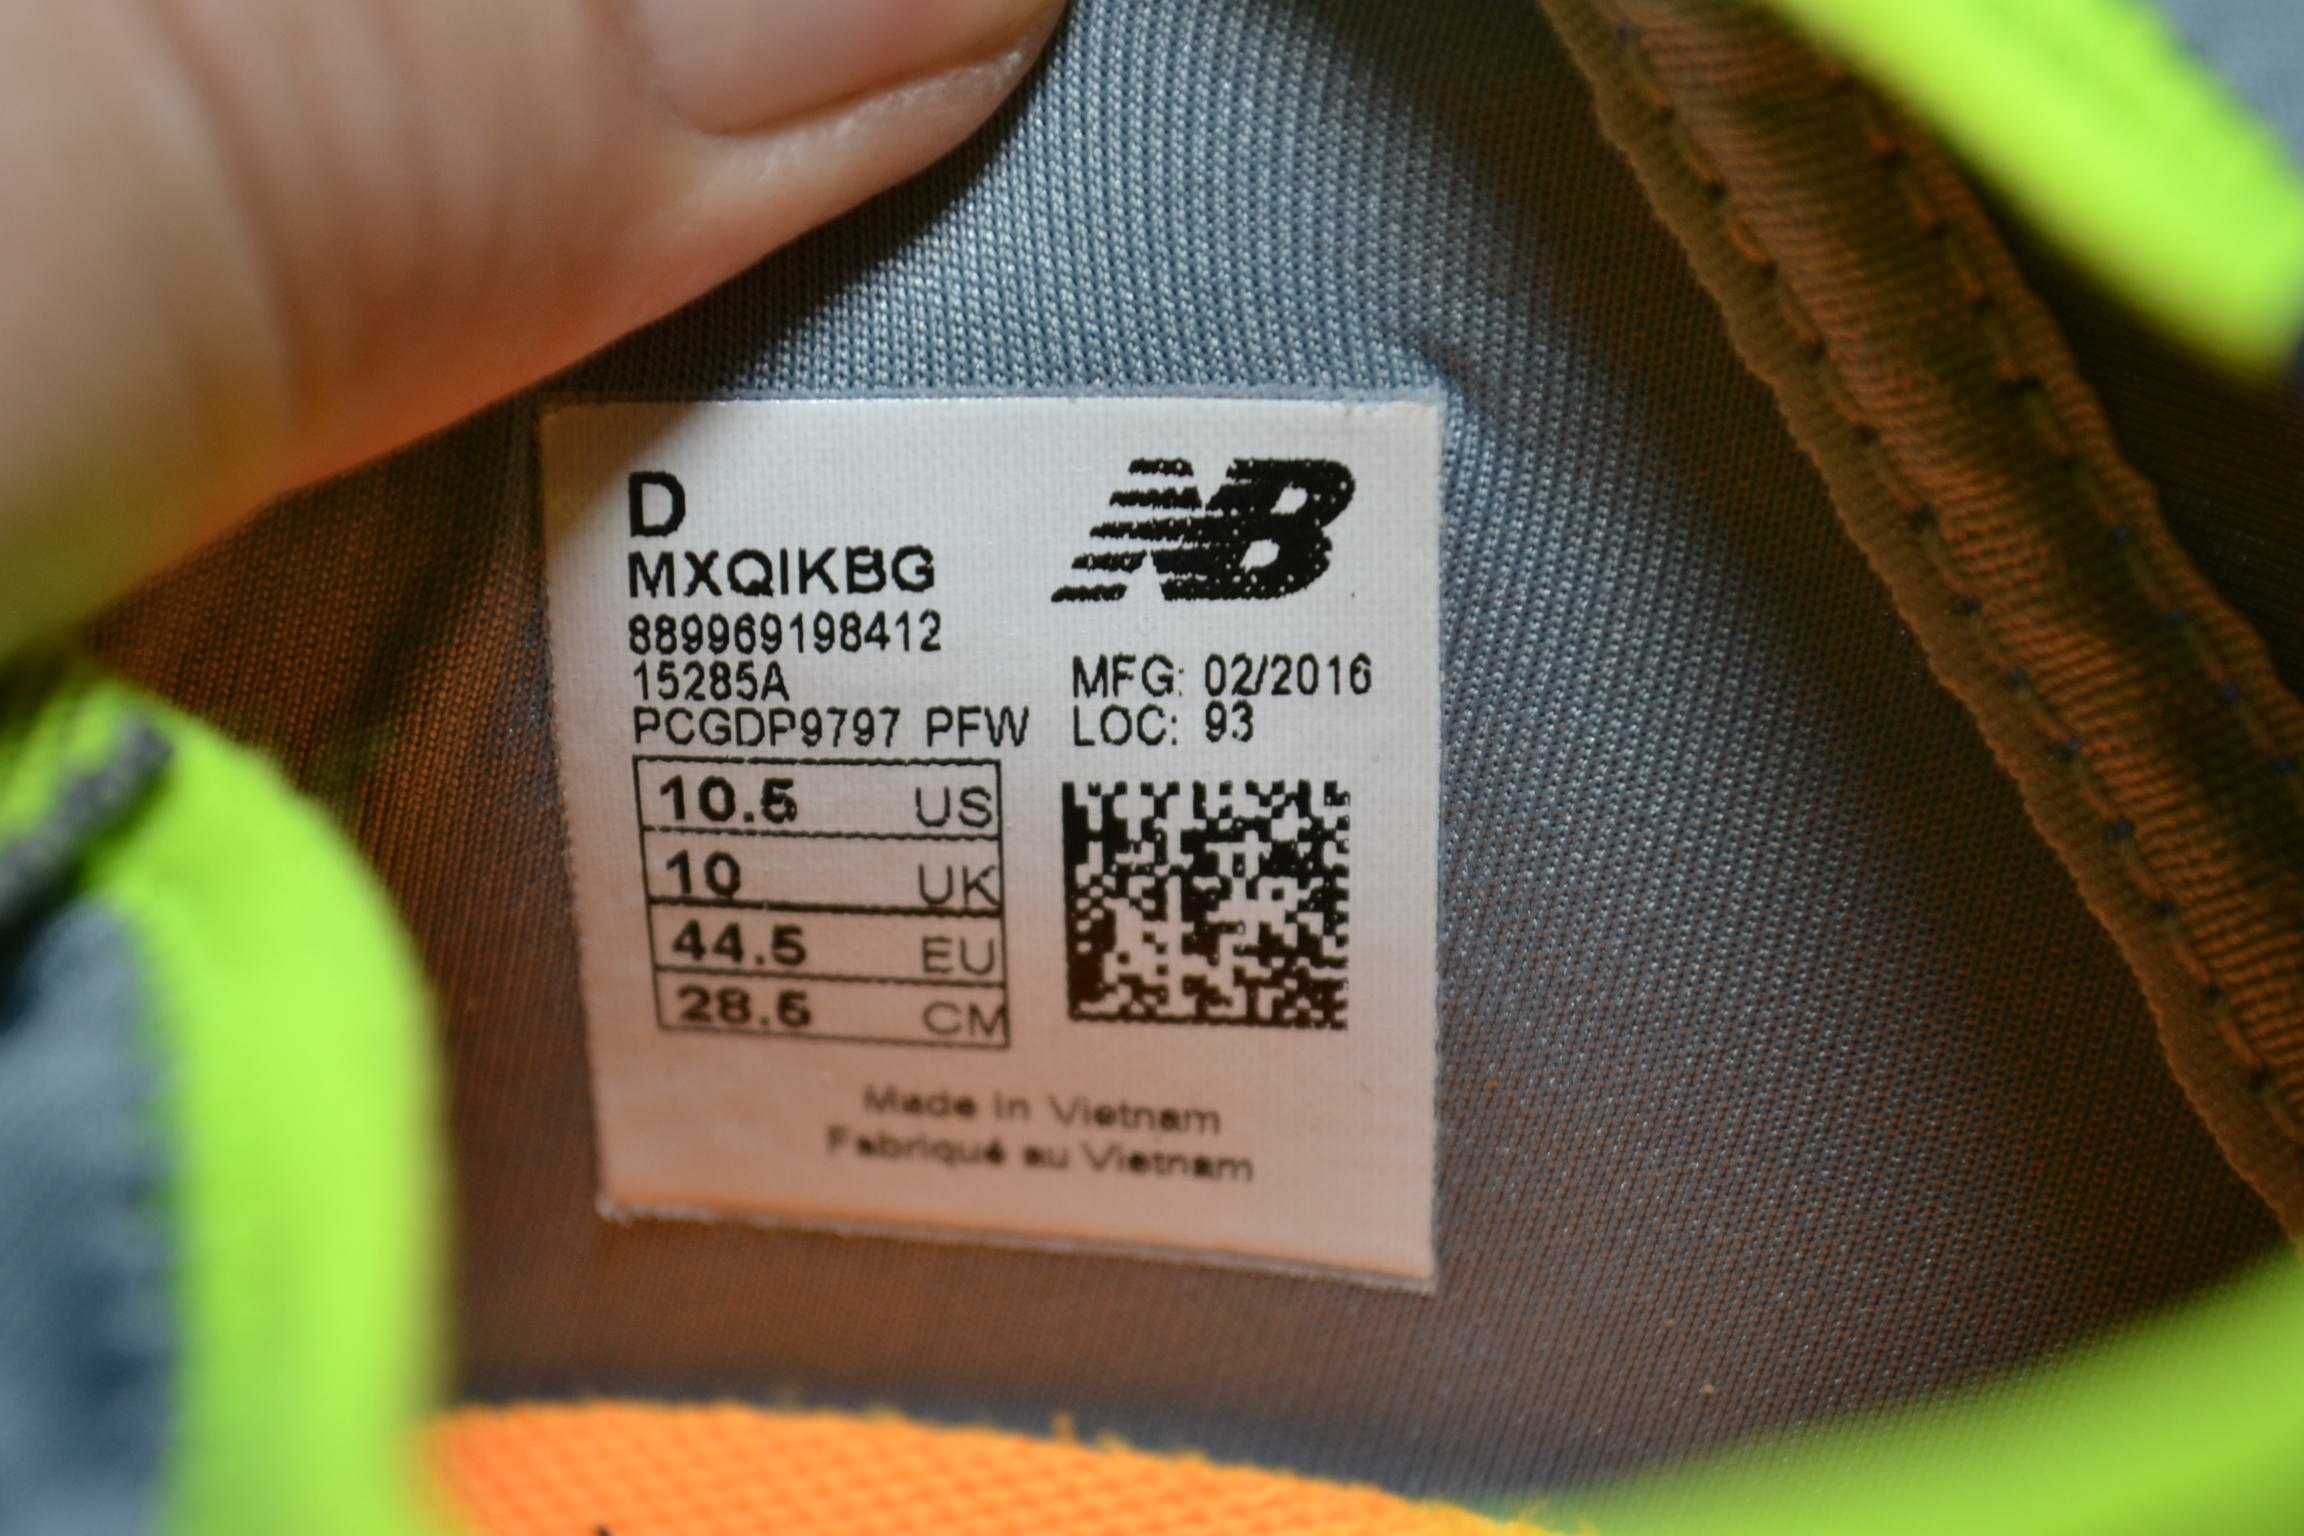 D
NB
MXQIKBG
889969198412
15285A
MFG: 02/2016
PCGDP9797 PFW
LOC: 93
10.5 US
10 UK
44.5 EU
28.5 CM
Made in Vietnam
Fabriqué au Vietnam